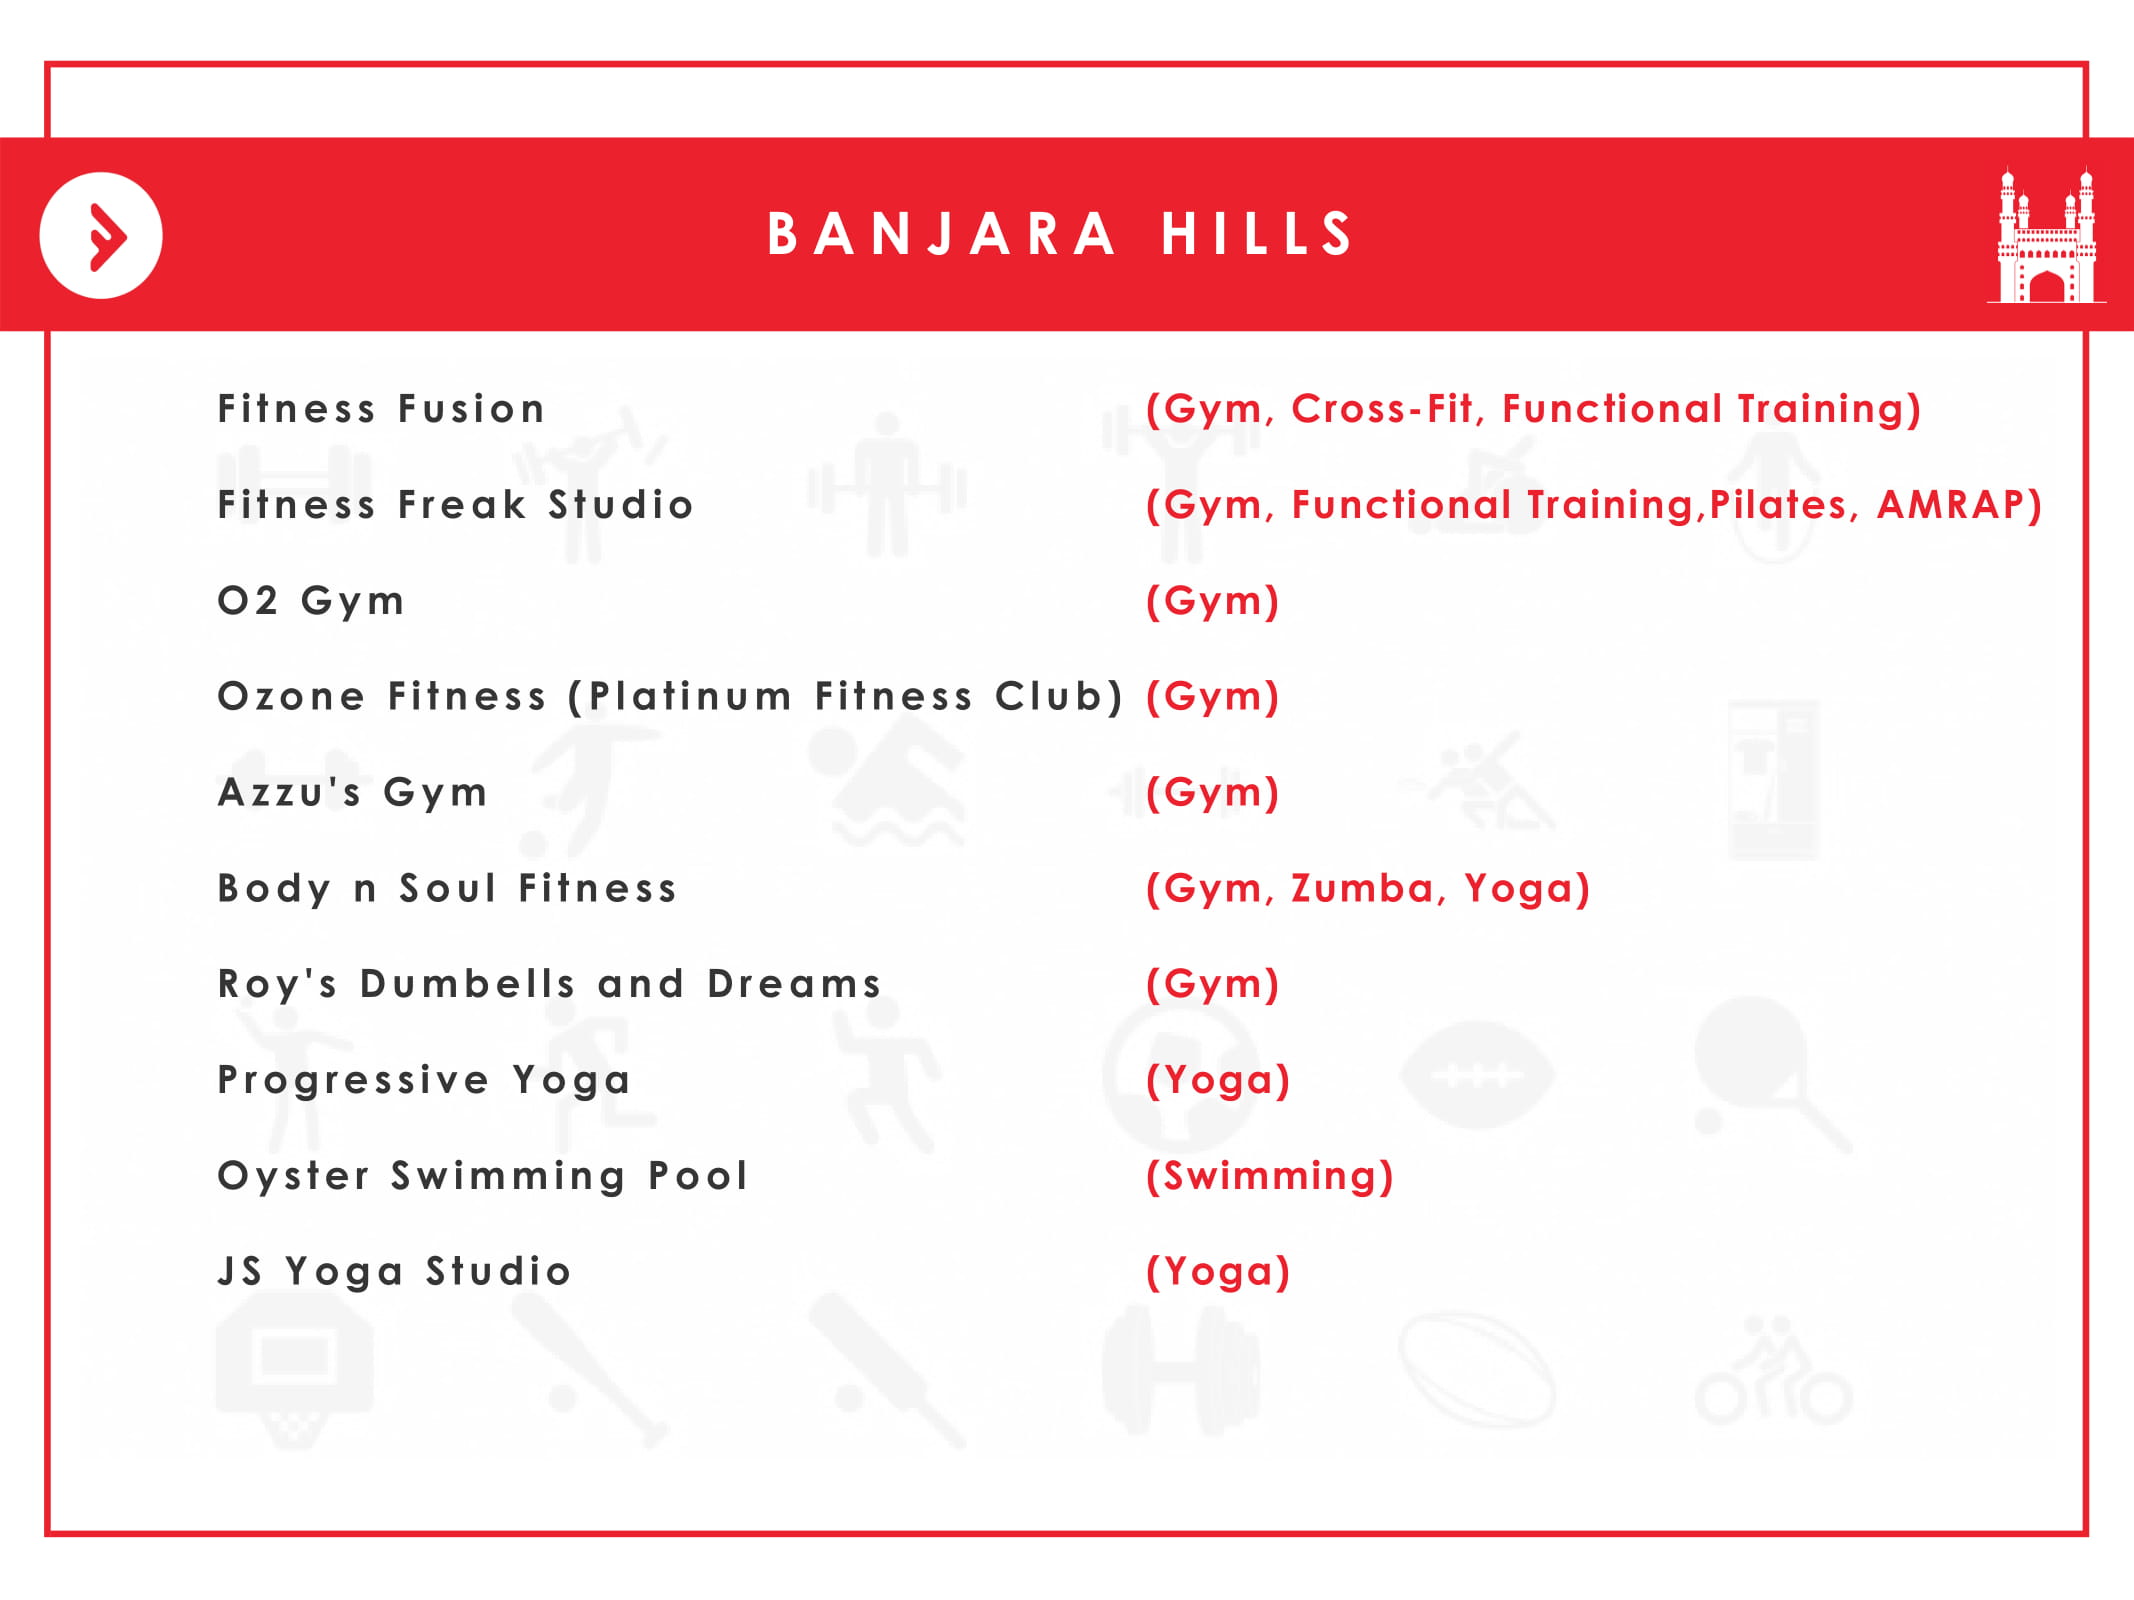 BANJARA HILLS
Fitness Fusion (Gym, Cross-Fit, Functional Training)
Fitness Freak Studio (Gym, Functional Training,Pilates, AMRAP)
O2 Gym (Gym)
Ozone Fitness (Platinum Fitness Club) (Gym)
Azzu's Gym (Gym)
Body n Soul Fitness (Gym, Zumba, Yoga)
Roy's Dumbells and Dreams (Gym)
Progressive Yoga (Yoga)
Oyster Swimming Pool (Swimming)
JS Yoga Studio (Yoga)